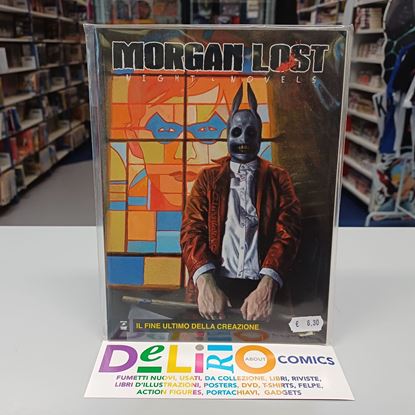 MORGAN LOST
NIGHT NOVELS
IL FINE ULTIMO DELLA CREAZIONE
€ 6,30
DeLiRiO ABOUT COMICS
FUMETTI NUOVI, USATI, DA COLLEZIONE, LIBRI, RIVISTE,
LIBRI D'ILLUSTRAZIONI, POSTERS, DVD, T-SHIRTS, FELPE,
ACTION FIGURES, PORTACHIAVI, GADGETS